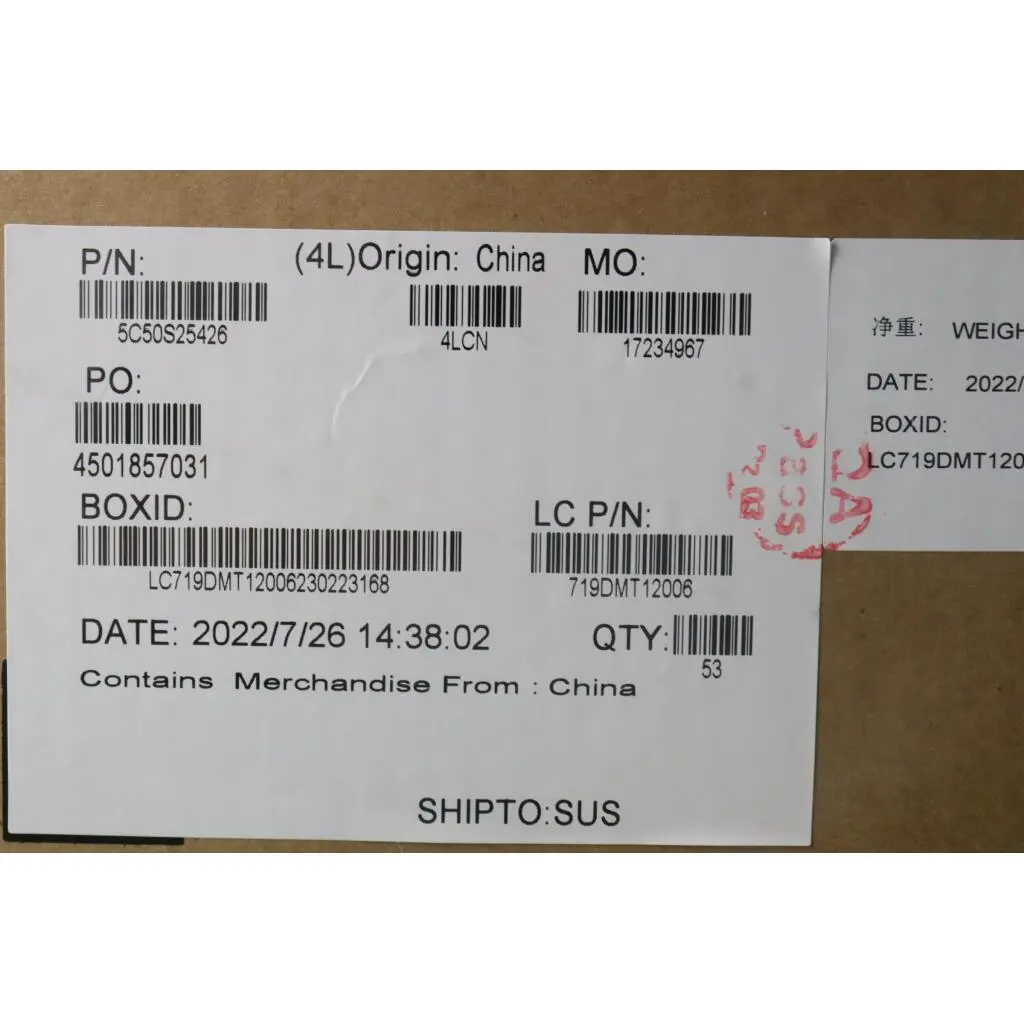 P/N: (4L)Origin: China MO:
5C50S25426 4LCN 17234967
PO:
4501857031
BOXID: LC P/N:
LC719DMT12006230223168 719DMT12006
DATE: 2022/7/26 14:38:02 QTY:
53
Contains Merchandise From : China
SHIPTO:SUS
净重: WEIGH
DATE: 2022/
BOXID:
LC719DMT120
QA